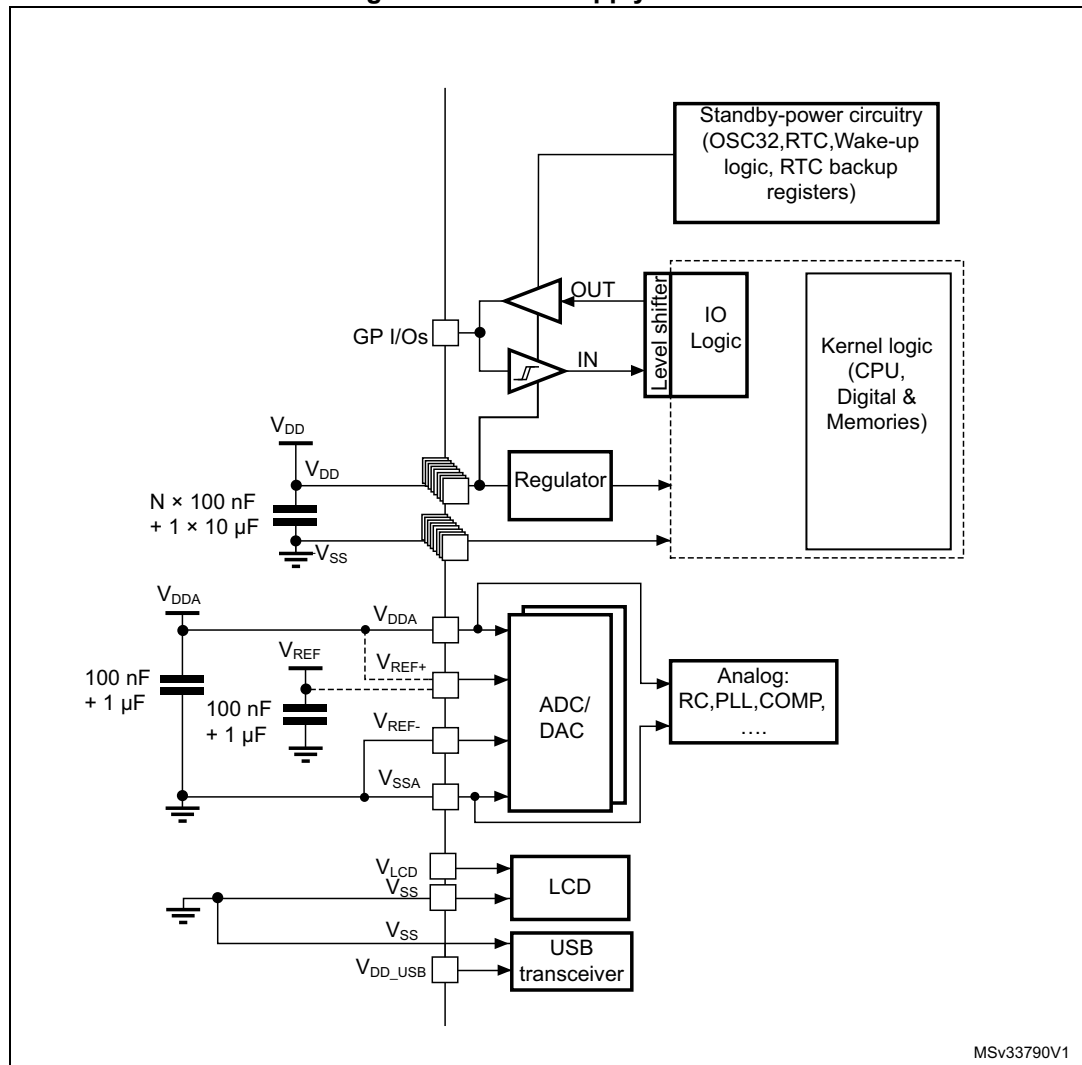 Standby-power circuitry
(OSC32,RTC,Wake-up
logic, RTC backup
registers)
OUT
GP I/Os
IN
Level shifter
IO
Logic
Kernel logic
(CPU,
Digital &
Memories)
VDD
VDD
Regulator
N × 100 nF
+ 1 × 10 µF
VSS
VDDA
VDDA
VREF
VREF+
100 nF
+ 1 µF
100 nF
+ 1 µF
ADC/
DAC
Analog:
RC,PLL,COMP,
....
VREF-
VSSA
VLCD
VSS
LCD
VSS
USB
transceiver
VDD_USB
MSv33790V1